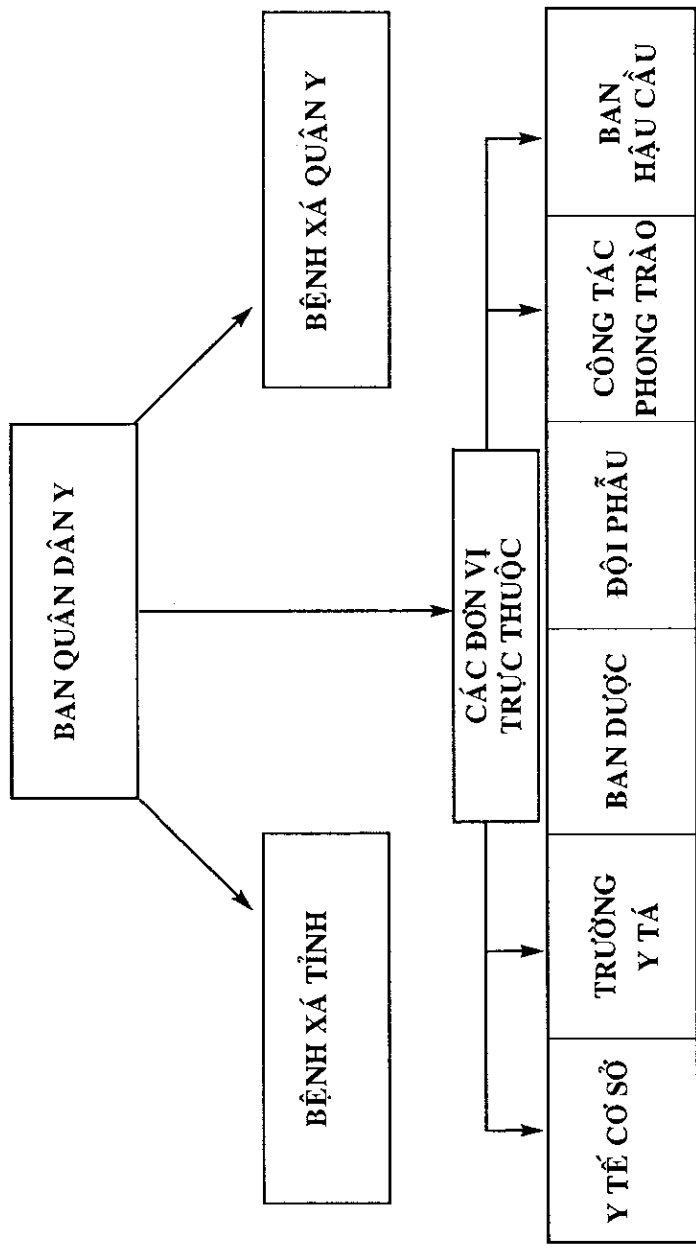 BAN QUÂN DÂN Y
BỆNH XÁ TỈNH
BỆNH XÁ QUÂN Y
CÁC ĐƠN VỊ
TRỰC THUỘC
Y TẾ CƠ SỞ
TRƯỜNG
Y TÁ
BAN DƯỢC
ĐỘI PHẪU
CÔNG TÁC
PHONG TRÀO
BAN
HẬU CẦU